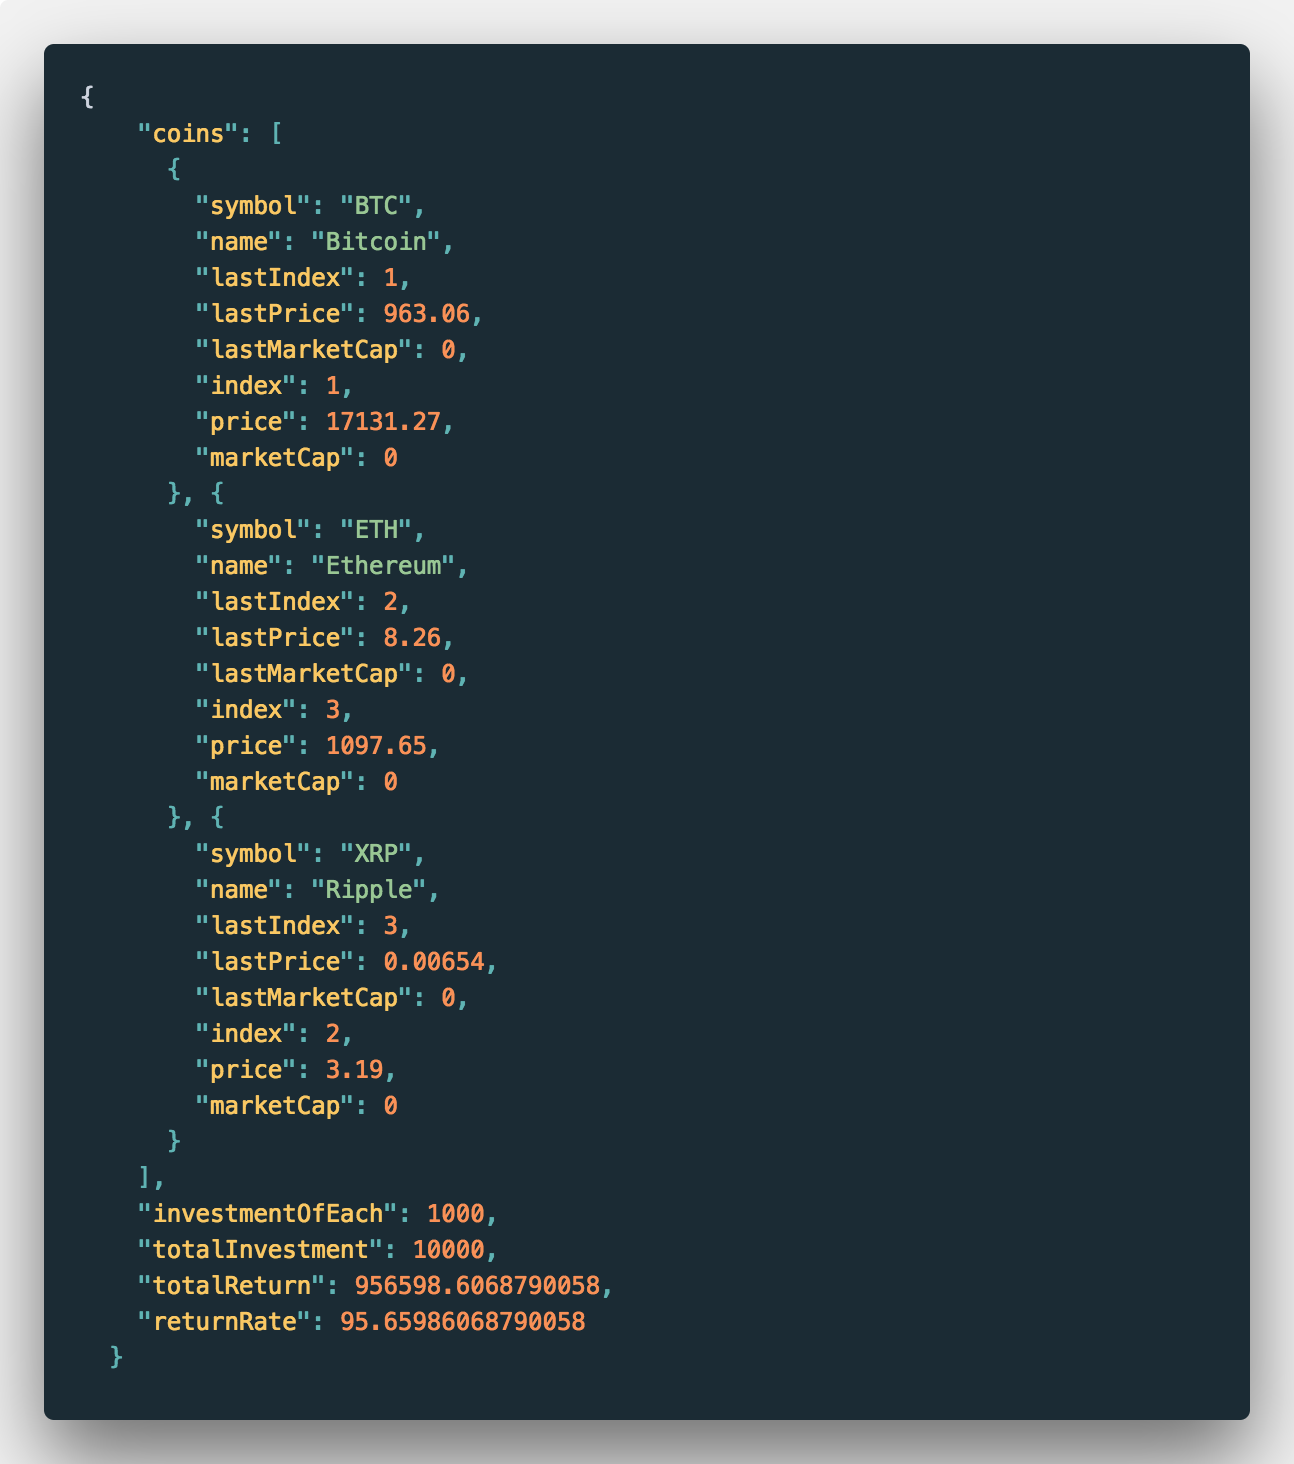 {
    "coins": [
      {
        "symbol": "BTC",
        "name": "Bitcoin",
        "lastIndex": 1,
        "lastPrice": 963.06,
        "lastMarketCap": 0,
        "index": 1,
        "price": 17131.27,
        "marketCap": 0
      }, {
        "symbol": "ETH",
        "name": "Ethereum",
        "lastIndex": 2,
        "lastPrice": 8.26,
        "lastMarketCap": 0,
        "index": 3,
        "price": 1097.65,
        "marketCap": 0
      }, {
        "symbol": "XRP",
        "name": "Ripple",
        "lastIndex": 3,
        "lastPrice": 0.00654,
        "lastMarketCap": 0,
        "index": 2,
        "price": 3.19,
        "marketCap": 0
      }
    ],
    "investmentOfEach": 1000,
    "totalInvestment": 10000,
    "totalReturn": 956598.6068790058,
    "returnRate": 95.65986068790058
  }